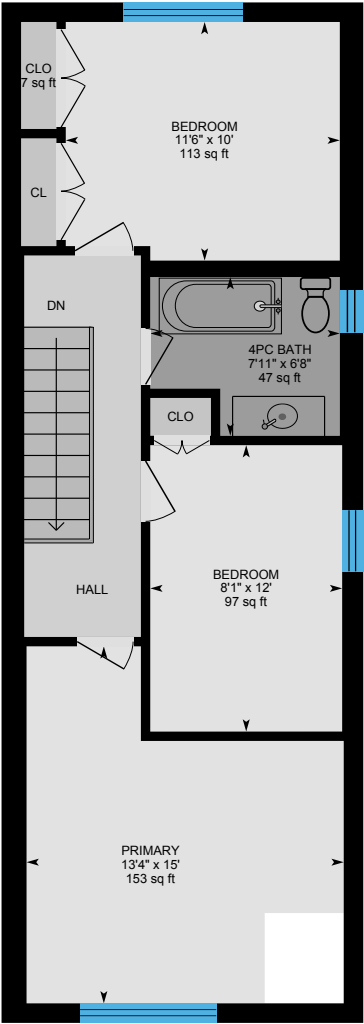 CLO
7 sq ft
BEDROOM
11'6" x 10'
113 sq ft
CL
DN
4PC BATH
7'11" x 6'8"
47 sq ft
CLO
BEDROOM
8'1" x 12'
97 sq ft
HALL
PRIMARY
13'4" x 15'
153 sq ft